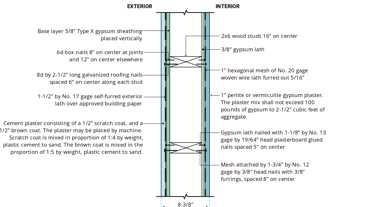 EXTERIOR
INTERIOR
Base layer 5/8" Type X gypsum sheathing
placed vertically
6d box nails 8" on center at joints
and 12" on center elsewhere
8d by 2-1/2" long galvanized roofing nails
spaced 6" on center along each stud
1-1/2" by No. 17 gage self-furred exterior
lath over approved building paper
Cement plaster consisting of a 1/2" scratch coat, and a
1/2" brown coat. The plaster may be placed by machine.
Scratch coat is mixed in proportion of 1:4 by weight,
plastic cement to sand. The brown coat is mixed in the
proportion of 1:5 by weight, plastic cement to sand.
2x6 wood studs 16" on center
3/8" gypsum lath
1" hexagonal mesh of No. 20 gage
woven wire lath furred out 5/16"
1" perlite or vermiculite gypsum plaster.
The plaster mix shall not exceed 100
pounds of gypsum to 2-1/2" cubic feet of
aggregate.
Gypsum lath nailed with 1-1/8" by No. 13
gage by 19/64" head plasterboard glued
nails spaced 5" on center
Mesh attached by 1-3/4" by No. 12
gage by 3/8" head nails with 3/8"
furrings, spaced 8" on center
8-3/8"